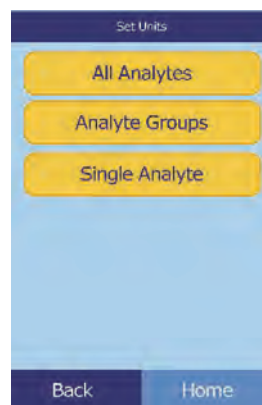 Set Units
All Analytes
Analyte Groups
Single Analyte
Back Home